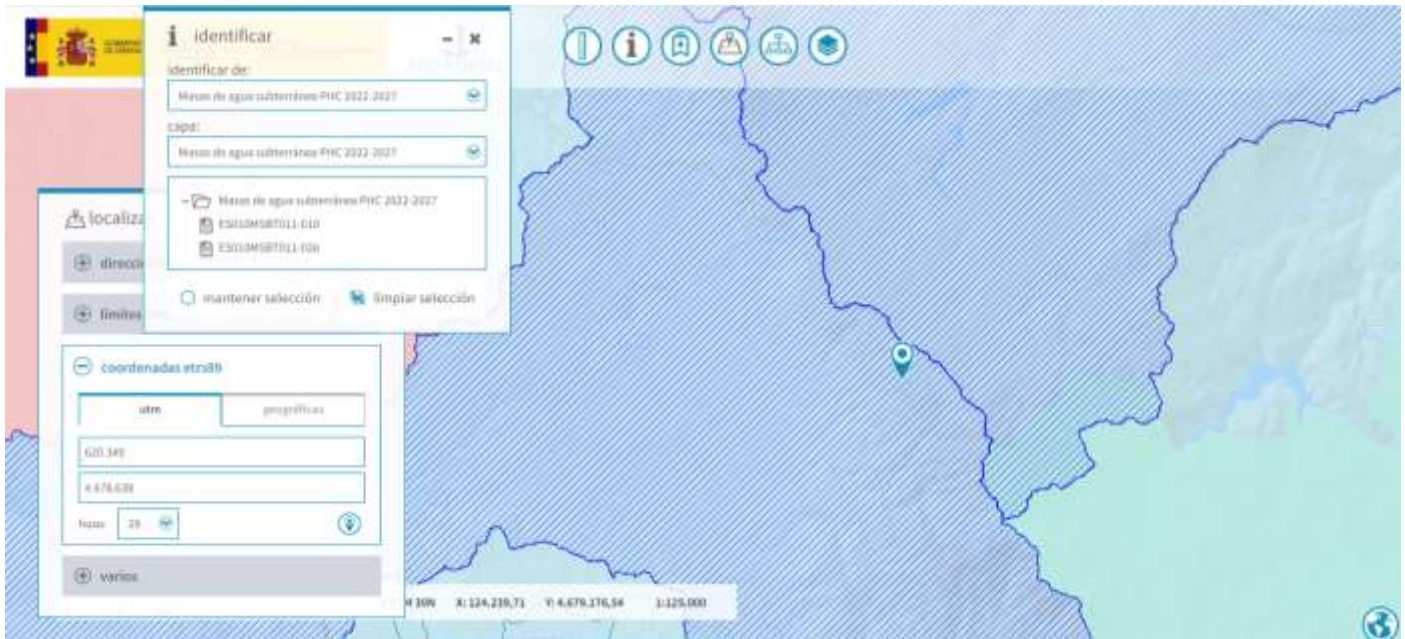 GOBIERNO
DE ESPAÑA
identificar
identificar de:
Masas de agua subterránea PHC 2022-2027
capa:
Masas de agua subterránea PHC 2022-2027
Masas de agua subterránea PHC 2022-2027
ES010MSBT011-010
ES010MSBT011-026
mantener selección
limpiar selección
localiza
direcci
límites
coordenadas etrs89
utm
geográficas
620.349
4.678.639
huso 29
varios
M 30N X: 124.239,71 Y: 4.679.176,54 1:125.000